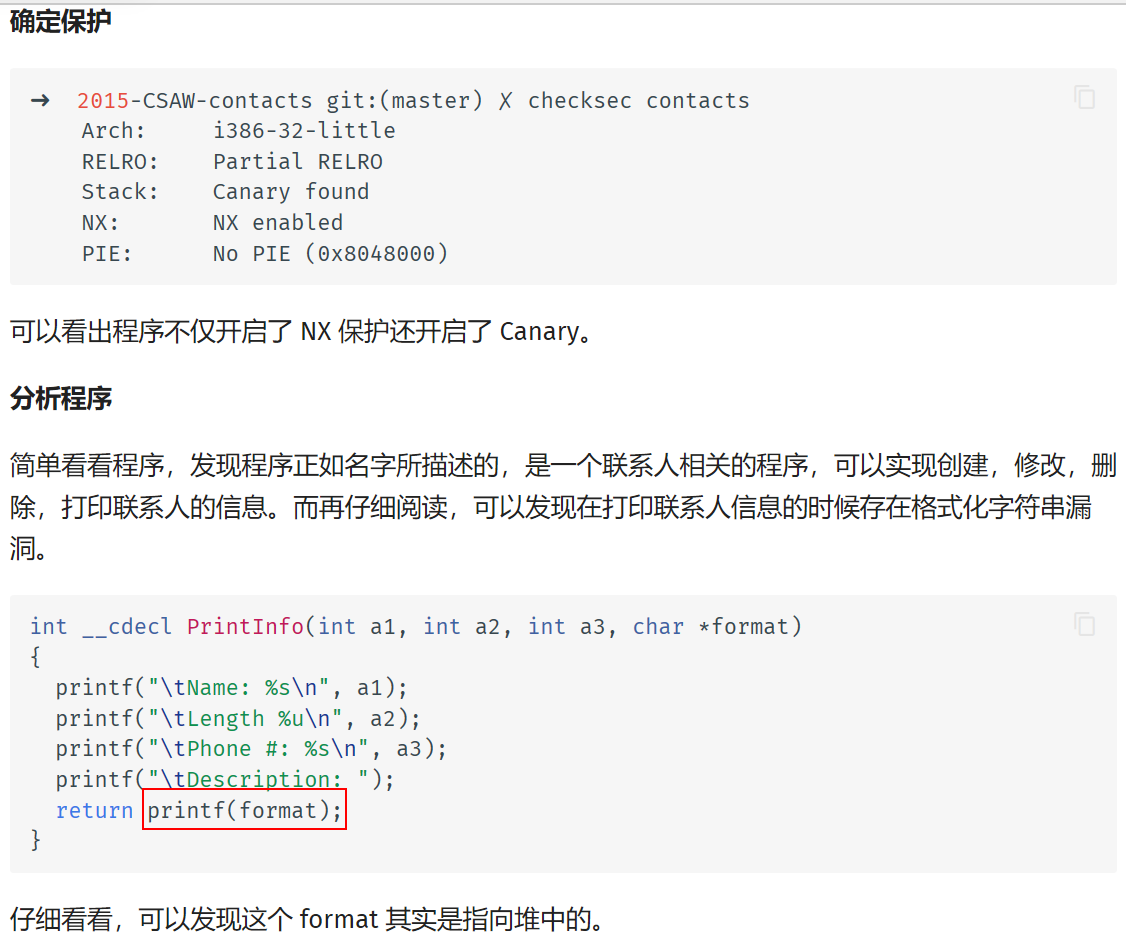 确定保护
→ 2015-CSAW-contacts git:(master) ✗ checksec contacts
Arch: i386-32-little
RELRO: Partial RELRO
Stack: Canary found
NX: NX enabled
PIE: No PIE (0x8048000)
可以看出程序不仅开启了 NX 保护还开启了 Canary。
分析程序
简单看看程序，发现程序正如名字所描述的，是一个联系人相关的程序，可以实现创建，修改，删
除，打印联系人的信息。而再仔细阅读，可以发现在打印联系人信息的时候存在格式化字符串漏
洞。
int __cdecl PrintInfo(int a1, int a2, int a3, char *format)
{
printf("\tName: %s\n", a1);
printf("\tLength %u\n", a2);
printf("\tPhone #: %s\n", a3);
printf("\tDescription: ");
return printf(format);
}
仔细看看，可以发现这个 format 其实是指向堆中的。